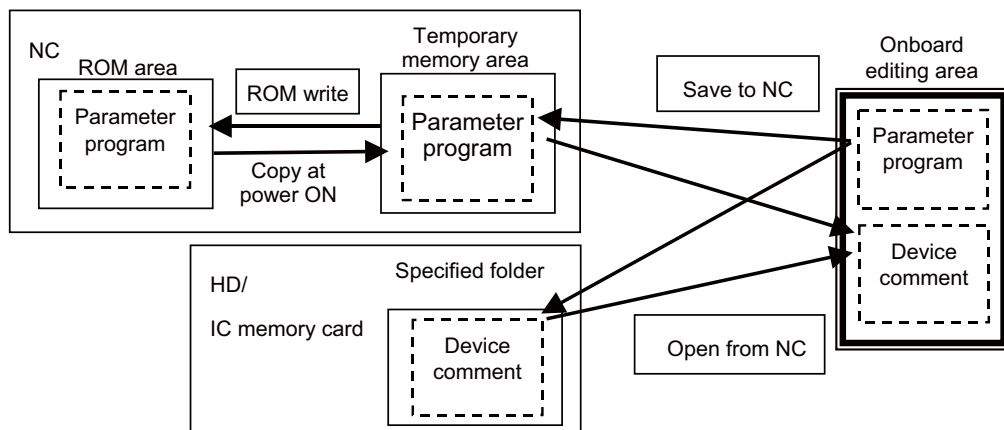 NC
ROM area
Parameter
program
ROM write
Copy at
power ON
Temporary
memory area
Parameter
program
Save to NC
Onboard
editing area
Parameter
program
Device
comment
HD/
IC memory card
Specified folder
Device
comment
Open from NC